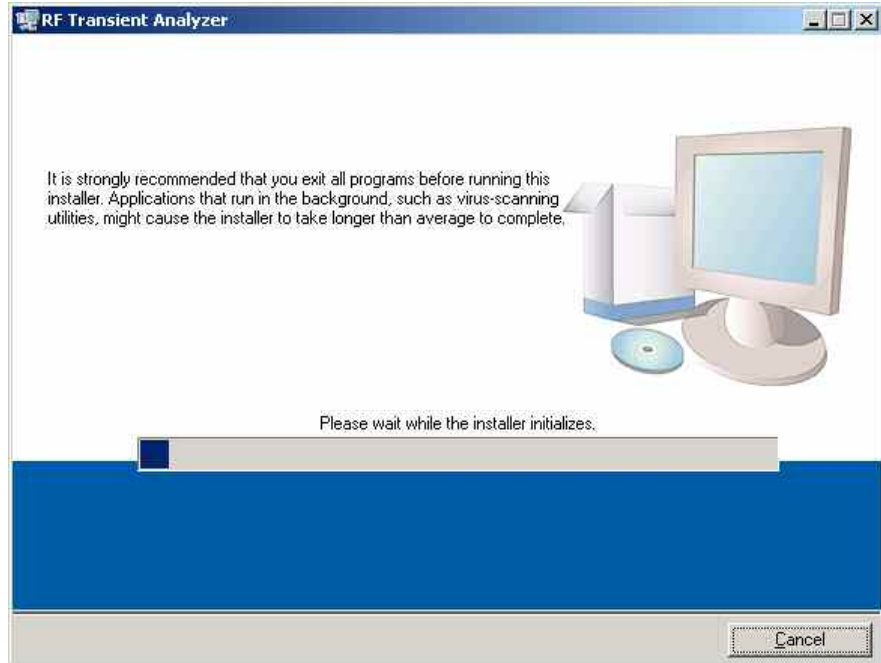 RF Transient Analyzer
It is strongly recommended that you exit all programs before running this
installer. Applications that run in the background, such as virus-scanning
utilities, might cause the installer to take longer than average to complete.
Please wait while the installer initializes.
Cancel